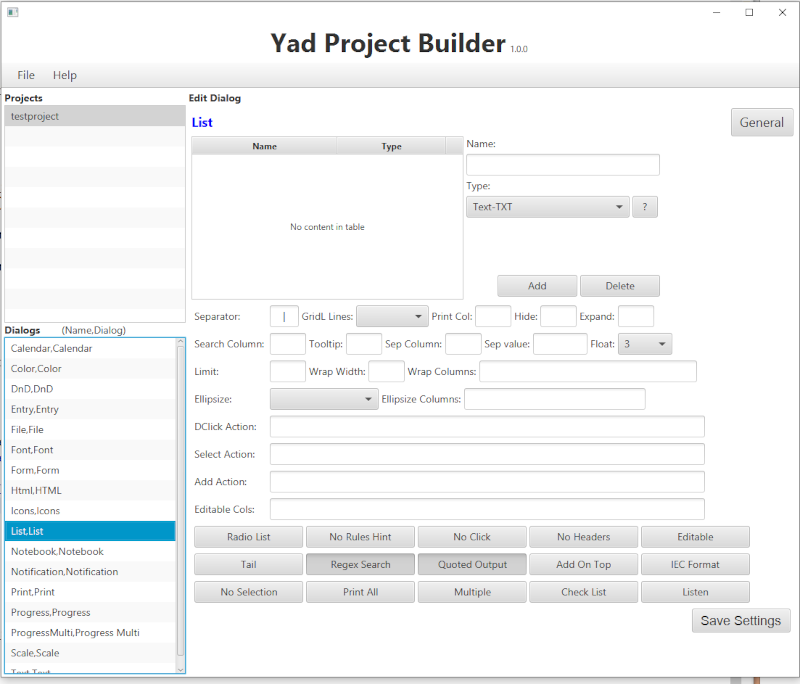 Yad Project Builder 1.0.0
File Help
Projects
testproject
Dialogs (Name,Dialog)
Calendar,Calendar
Color,Color
DnD,DnD
Entry,Entry
File,File
Font,Font
Form,Form
Html,HTML
Icons,Icons
List,List
Notebook,Notebook
Notification,Notification
Print,Print
Progress,Progress
ProgressMulti,Progress Multi
Scale,Scale
Text,Text
Edit Dialog
List
General
Name Type
No content in table
Name:
Type:
Text-TXT ?
Add Delete
Separator: | GridL Lines: Print Col: Hide: Expand:
Search Column: Tooltip: Sep Column: Sep value: Float: 3
Limit: Wrap Width: Wrap Columns:
Ellipsize: Ellipsize Columns:
DClick Action:
Select Action:
Add Action:
Editable Cols:
Radio List No Rules Hint No Click No Headers Editable
Tail Regex Search Quoted Output Add On Top IEC Format
No Selection Print All Multiple Check List Listen
Save Settings